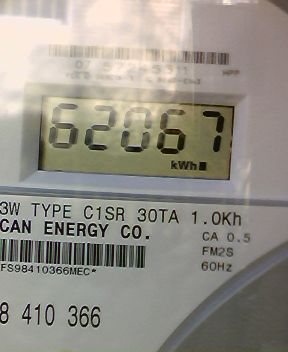 62067
kWh
3W TYPE C1SR 30TA 1.0Kh
CAN ENERGY CO.
CA 0.5
FM2S
60Hz
FS98410366MEC*
8 410 366